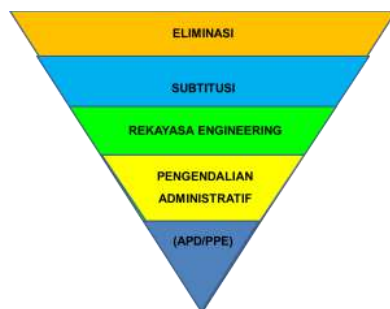 ELIMINASI
SUBTITUSI
REKAYASA ENGINEERING
PENGENDALIAN
ADMINISTRATIF
(APD/PPE)